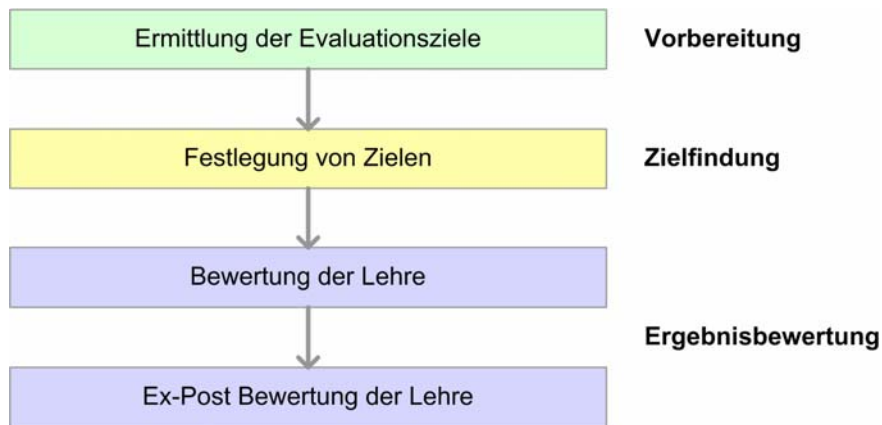 Ermittlung der Evaluationsziele
Vorbereitung
Festlegung von Zielen
Zielfindung
Bewertung der Lehre
Ergebnisbewertung
Ex-Post Bewertung der Lehre